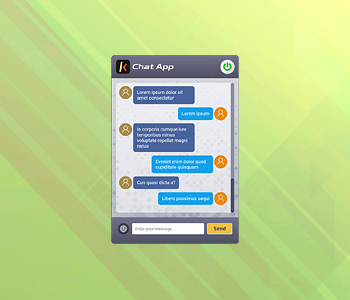 Chat App
Lorem ipsum dolor sit
amet consectetur
Lorem ipsum
In corporis cumque iure
temporibus minus
voluptate repellat magni
natus
Eveniet enim dolor quod
cupiditate quisquam
Cum quasi dicta a?
Libero possimus sequi
Enter your message...
Send